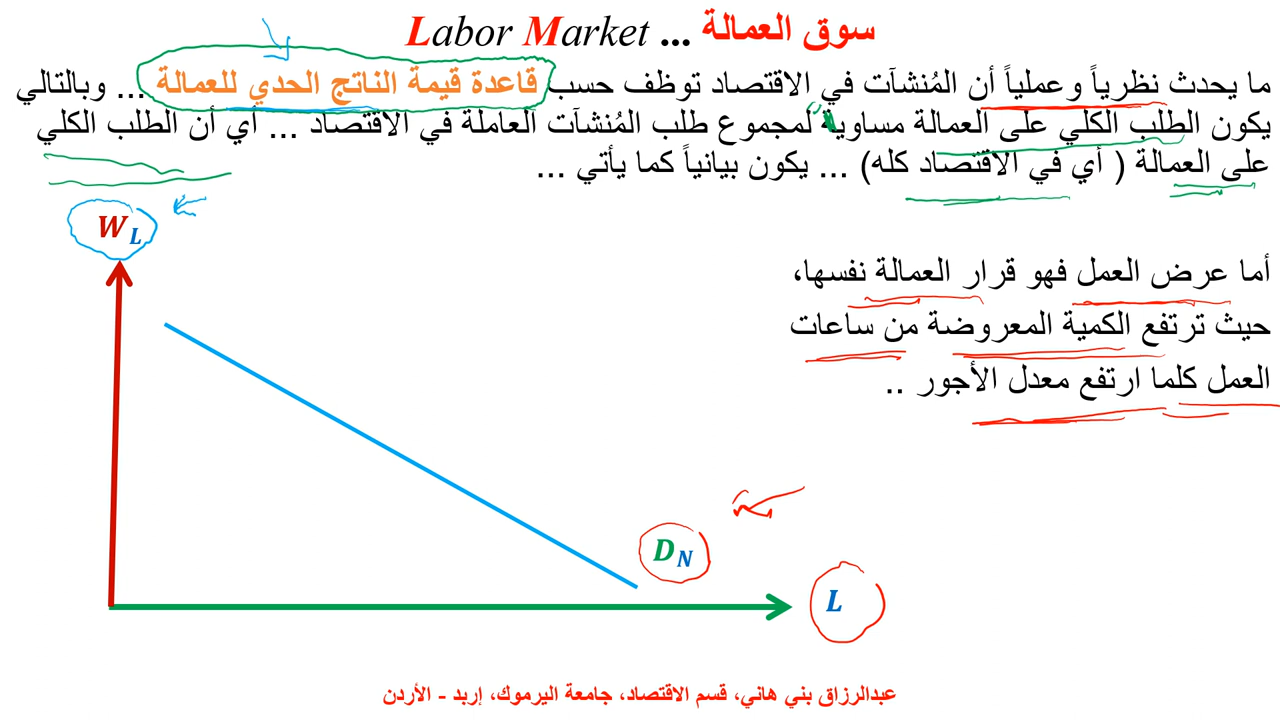 سوق العمالة ... Labor Market
ما يحدث نظرياً وعملياً أن المُنشآت في الاقتصاد توظف حسب قاعدة قيمة الناتج الحدي للعمالة ... وبالتالي
يكون الطلب الكلي على العمالة مساوية لمجموع طلب المُنشآت العاملة في الاقتصاد ... أي أن الطلب الكلي
على العمالة ( أي في الاقتصاد كله) ... يكون بيانياً كما يأتي ...
W_L
أما عرض العمل فهو قرار العمالة نفسها،
حيث ترتفع الكمية المعروضة من ساعات
العمل كلما ارتفع معدل الأجور ..
D_N
L
عبدالرزاق بني هاني، قسم الاقتصاد، جامعة اليرموك، إربد - الأردن